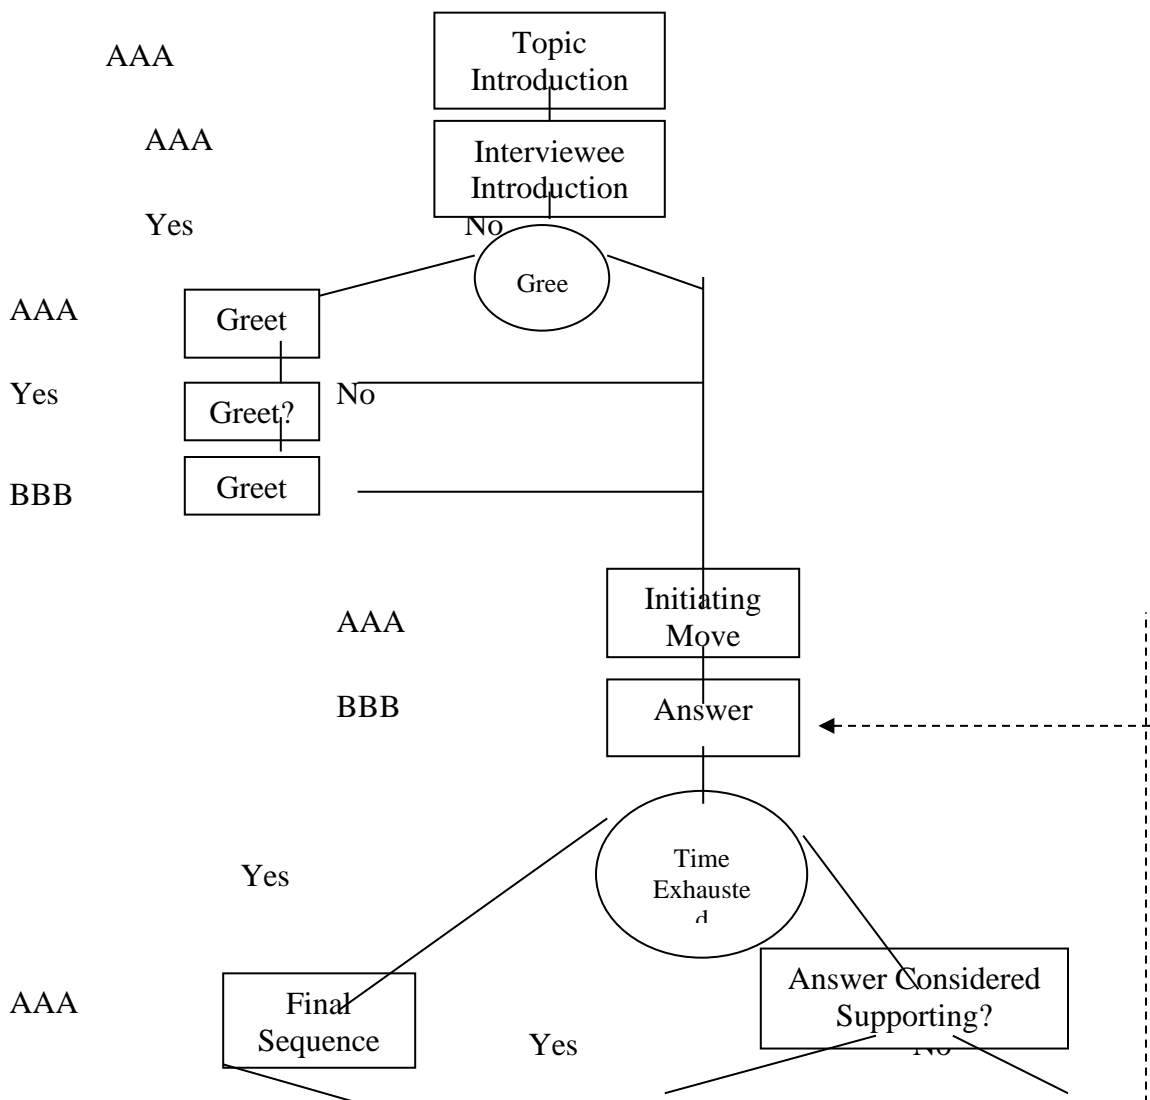 AAA
Topic
Introduction
AAA
Interviewee
Introduction
Yes
No
Gree
AAA
Greet
Yes
Greet?
No
BBB
Greet
AAA
Initiating
Move
BBB
Answer
Yes
Time
Exhauste
d
AAA
Final
Sequence
Answer Considered
Supporting?
Yes
No